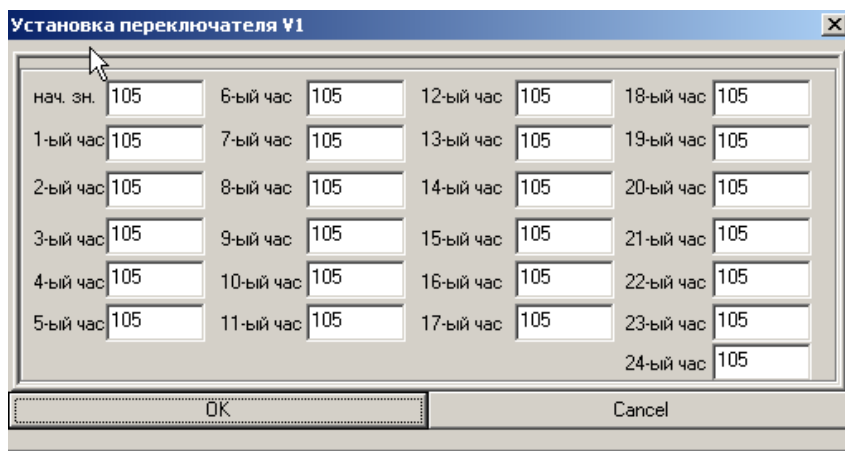 Установка переключателя V1
нач. зн. 105 6-ый час 105 12-ый час 105 18-ый час 105
1-ый час 105 7-ый час 105 13-ый час 105 19-ый час 105
2-ый час 105 8-ый час 105 14-ый час 105 20-ый час 105
3-ый час 105 9-ый час 105 15-ый час 105 21-ый час 105
4-ый час 105 10-ый час 105 16-ый час 105 22-ый час 105
5-ый час 105 11-ый час 105 17-ый час 105 23-ый час 105
24-ый час 105
OK Cancel